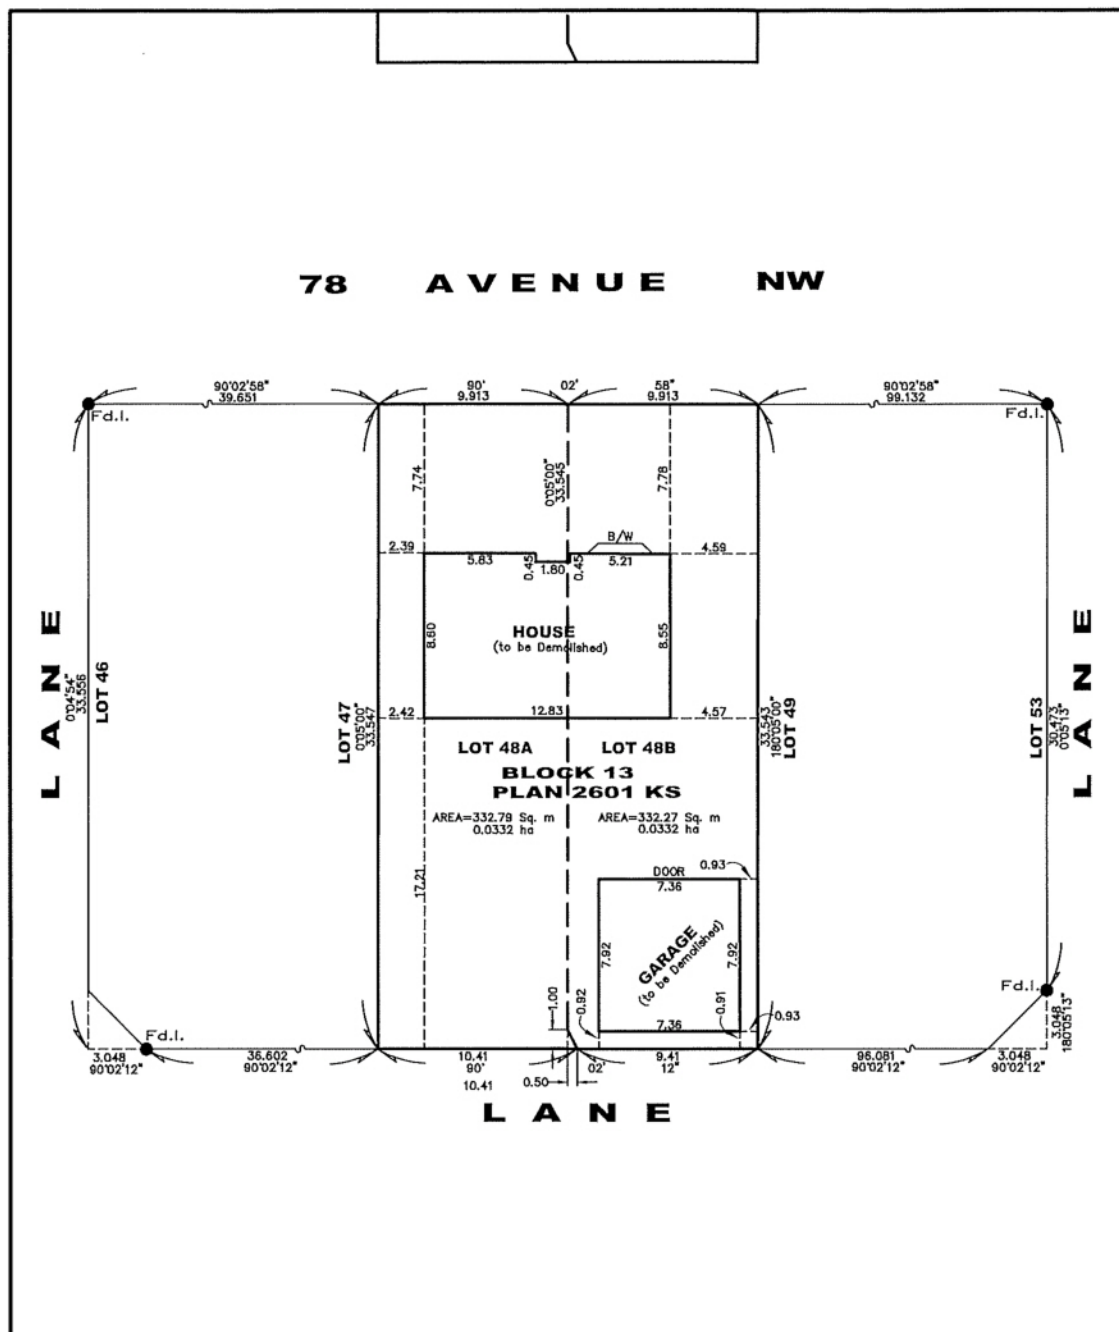 78 AVENUE NW
90°02'58"
39.651
90°
02'
58"
9.913
9.913
90°02'58"
99.132
Fd.I.
Fd.I.
7.74
0°05'00"
33.545
7.78
B/W
2.39
5.83
0.45
1.80
0.45
5.21
4.59
HOUSE
(to be Demolished)
8.60
8.55
LANE
0°04'54"
33.556
LOT 46
LOT 47
0°05'00"
33.547
2.42
12.83
4.57
33.543
180°05'00"
LOT 49
LOT 53
30.473
0°05'13"
LANE
LOT 48A
LOT 48B
BLOCK 13
PLAN 2601 KS
AREA=332.79 Sq. m
0.0332 ha
AREA=332.27 Sq. m
0.0332 ha
17.21
DOOR
7.36
0.93
7.92
GARAGE
(to be Demolished)
7.92
1.00
0.92
7.36
0.91
0.93
Fd.I.
Fd.I.
3.048
180°05'13"
3.048
90°02'12"
36.602
90°02'12"
10.41
90°
10.41
0.50
02'
9.41
12"
96.081
90°02'12"
3.048
90°02'12"
LANE